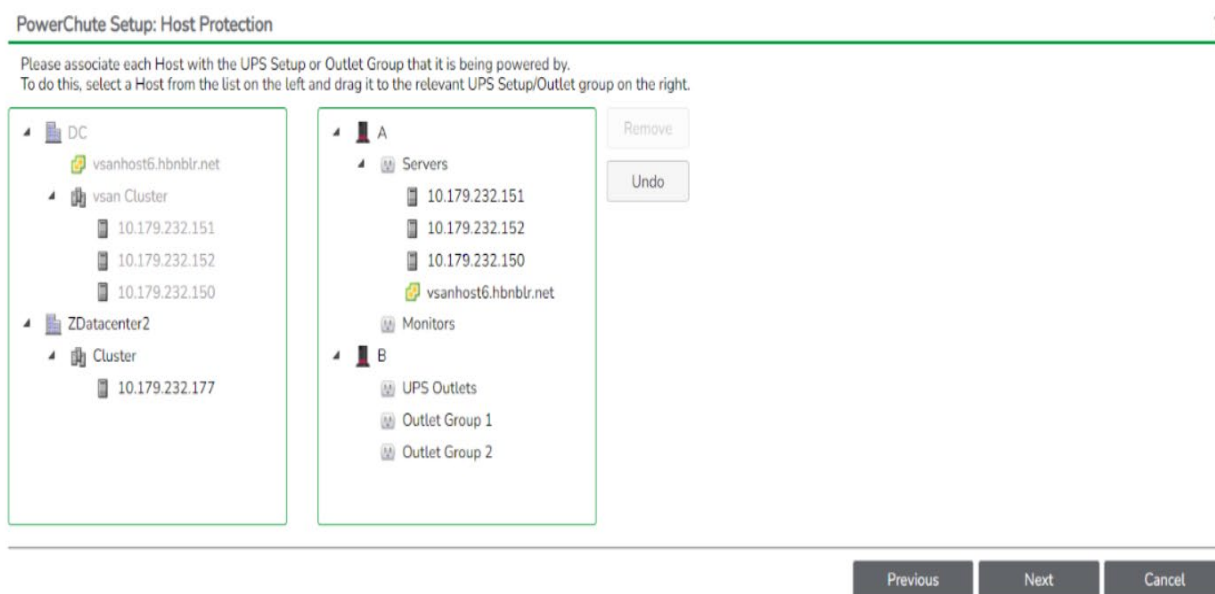 PowerChute Setup: Host Protection
Please associate each Host with the UPS Setup or Outlet Group that it is being powered by.
To do this, select a Host from the list on the left and drag it to the relevant UPS Setup/Outlet group on the right.
DC
vsanhost6.hbnblr.net
vsan Cluster
10.179.232.151
10.179.232.152
10.179.232.150
ZDatacenter2
Cluster
10.179.232.177
A
Servers
10.179.232.151
10.179.232.152
10.179.232.150
vsanhost6.hbnblr.net
Monitors
B
UPS Outlets
Outlet Group 1
Outlet Group 2
Remove
Undo
Previous
Next
Cancel